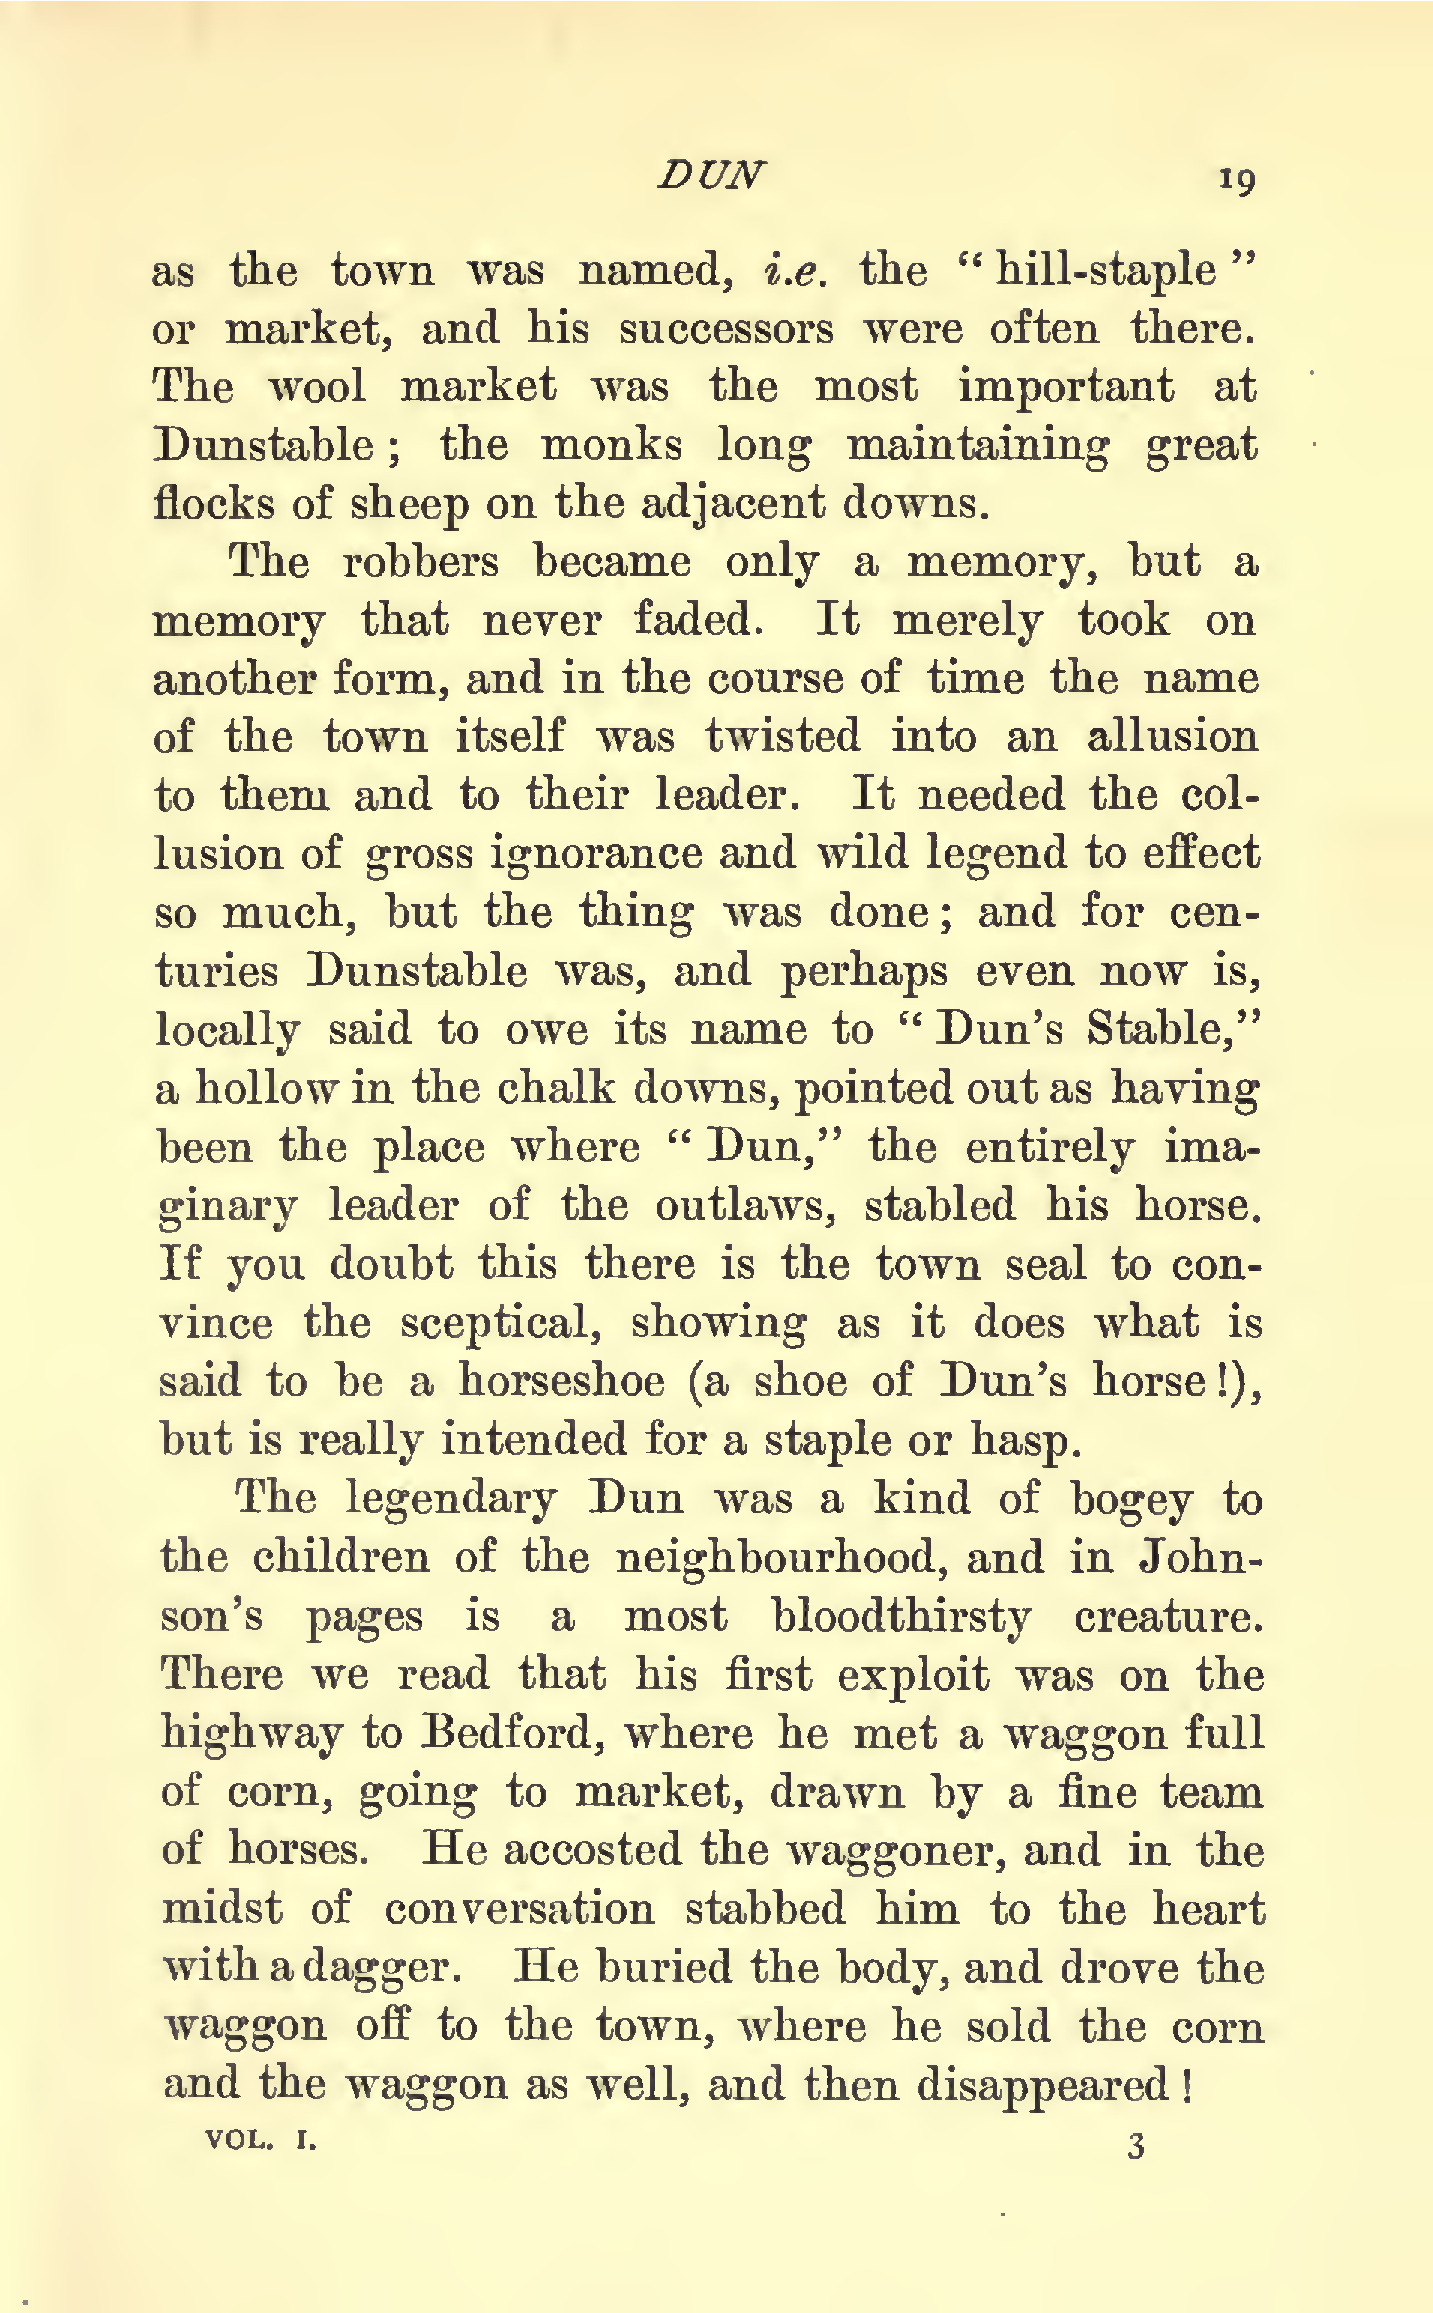 DUN 19
as the town was named, i.e. the “hill-staple”
or market, and his successors were often there.
The wool market was the most important at
Dunstable; the monks long maintaining great
flocks of sheep on the adjacent downs.
The robbers became only a memory, but a
memory that never faded. It merely took on
another form, and in the course of time the name
of the town itself was twisted into an allusion
to them and to their leader. It needed the col-
lusion of gross ignorance and wild legend to effect
so much, but the thing was done; and for cen-
turies Dunstable was, and perhaps even now is,
locally said to owe its name to “Dun’s Stable,”
a hollow in the chalk downs, pointed out as having
been the place where “Dun,” the entirely ima-
ginary leader of the outlaws, stabled his horse.
If you doubt this there is the town seal to con-
vince the sceptical, showing as it does what is
said to be a horseshoe (a shoe of Dun’s horse!),
but is really intended for a staple or hasp.
The legendary Dun was a kind of bogey to
the children of the neighbourhood, and in John-
son’s pages is a most bloodthirsty creature.
There we read that his first exploit was on the
highway to Bedford, where he met a waggon full
of corn, going to market, drawn by a fine team
of horses. He accosted the waggoner, and in the
midst of conversation stabbed him to the heart
with a dagger. He buried the body, and drove the
waggon off to the town, where he sold the corn
and the waggon as well, and then disappeared!
VOL. I. 3